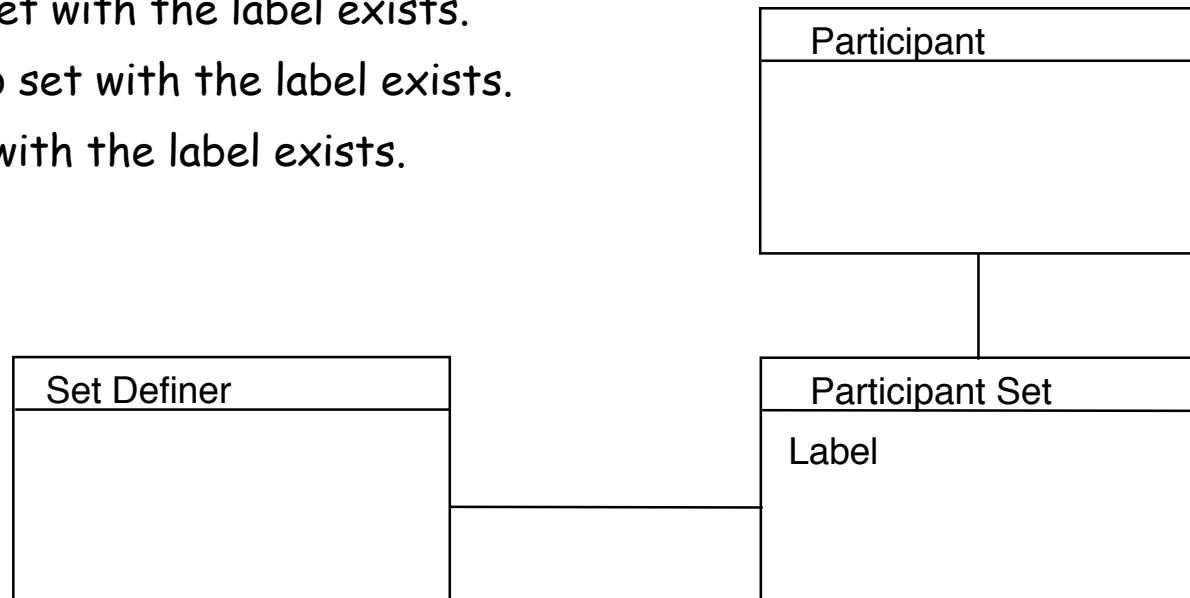 et with the label exists.
set with the label exists.
with the label exists.
Participant
Set Definer
Participant Set
Label